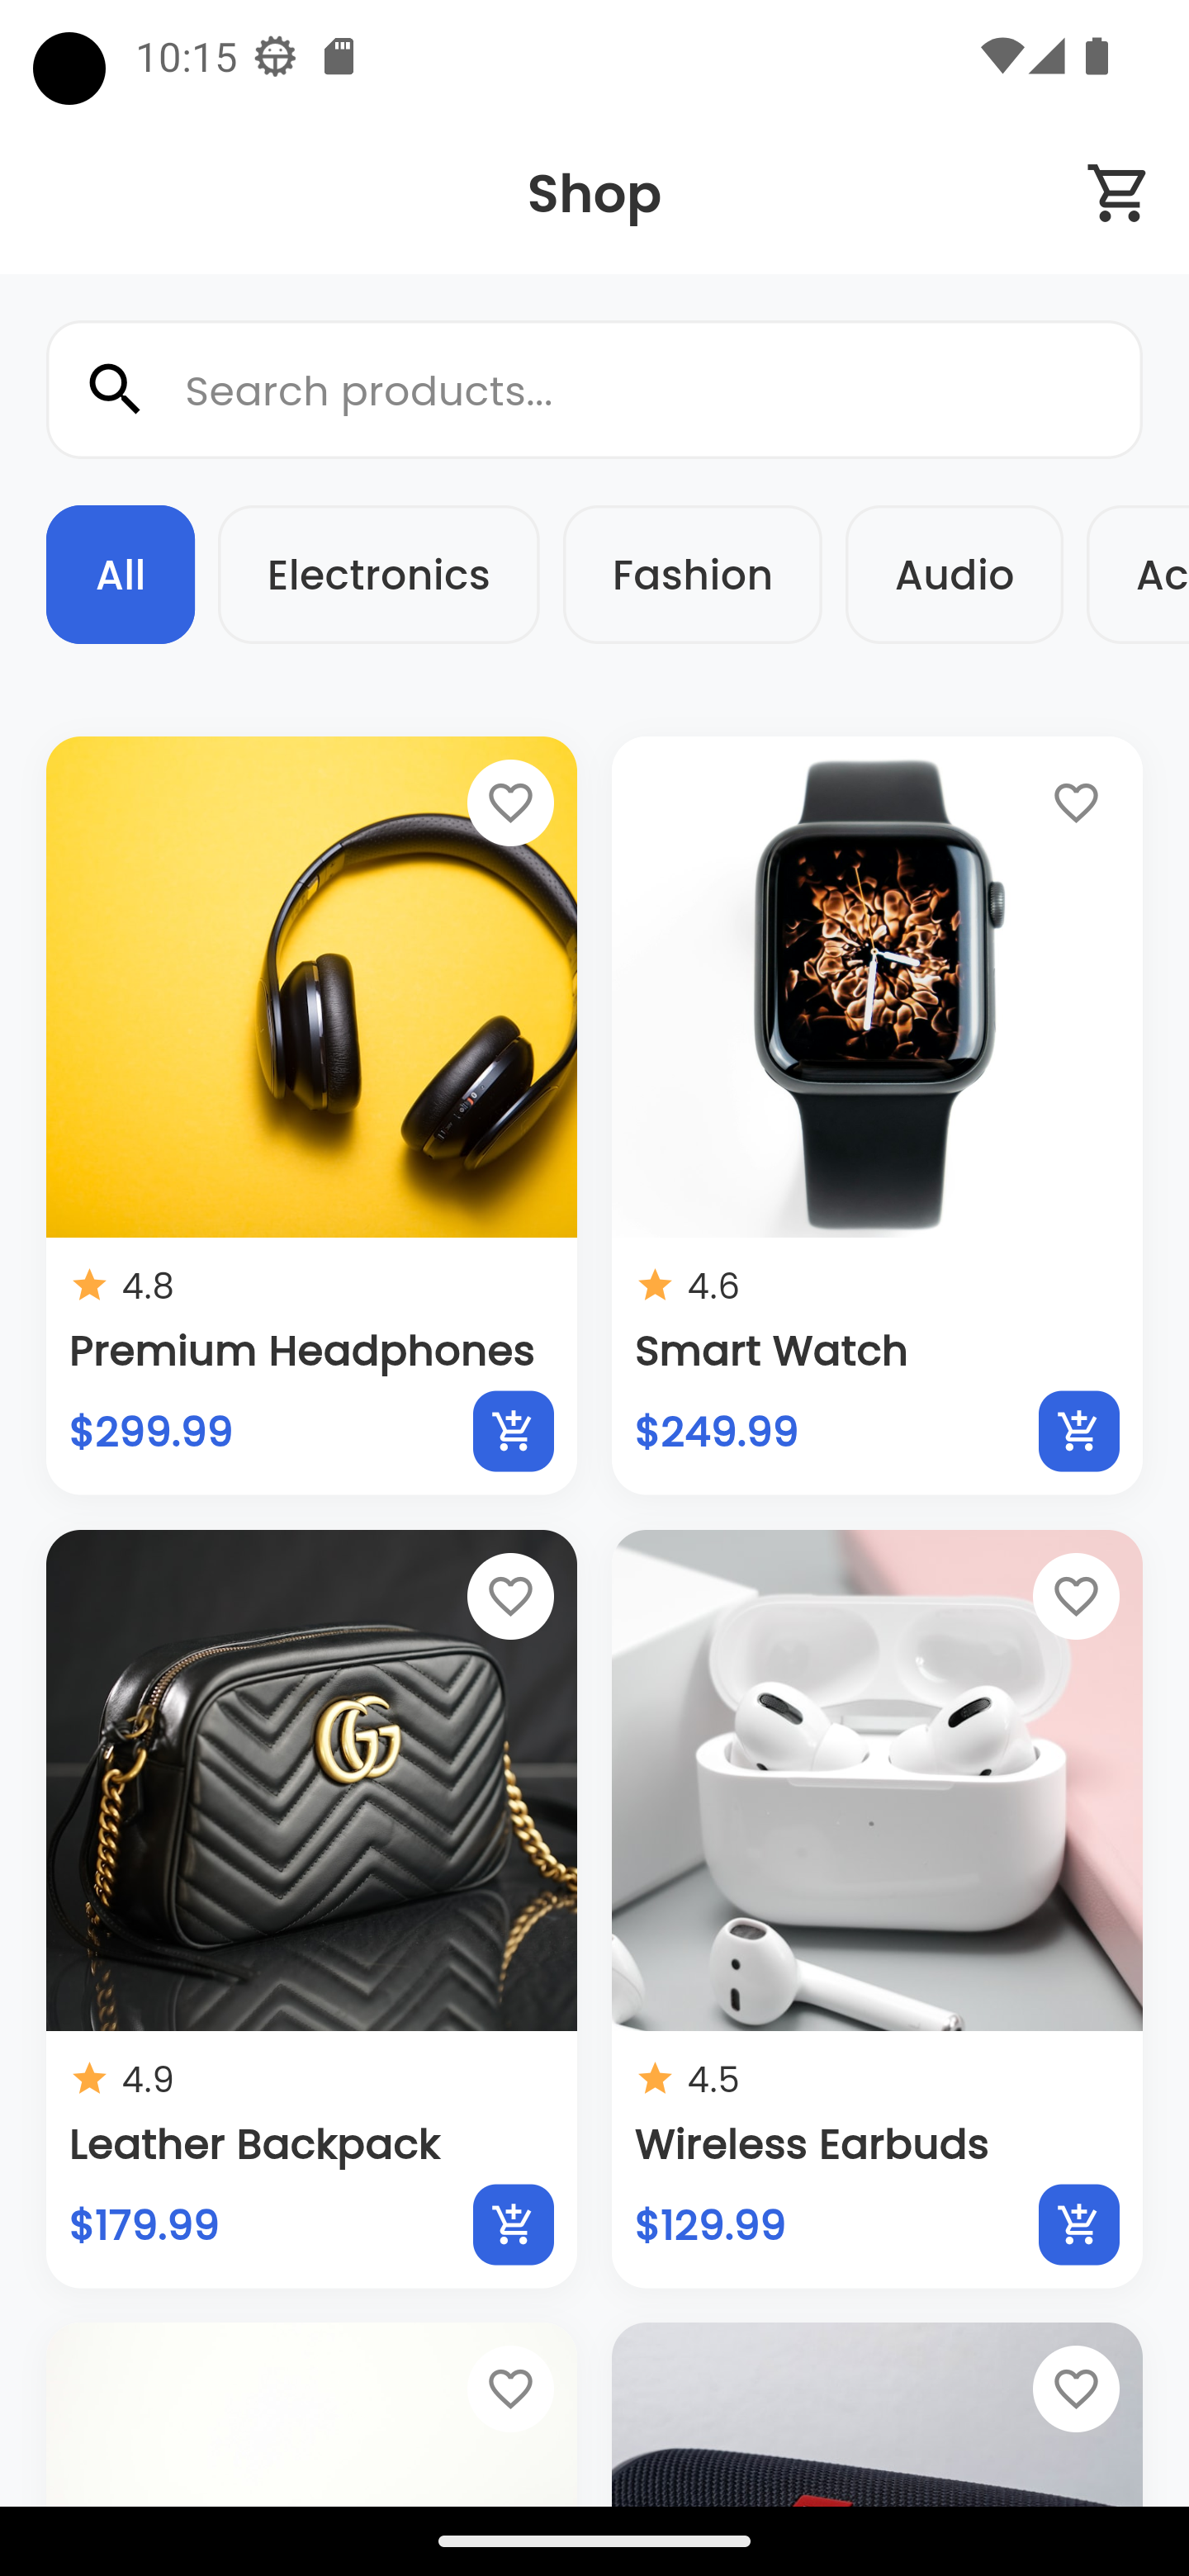 10:15
Shop
Search products...
All
Electronics
Fashion
Audio
Ac
4.8
4.6
Premium Headphones
Smart Watch
$299.99
$249.99
GG
4.9
4.5
Leather Backpack
Wireless Earbuds
$179.99
$129.99